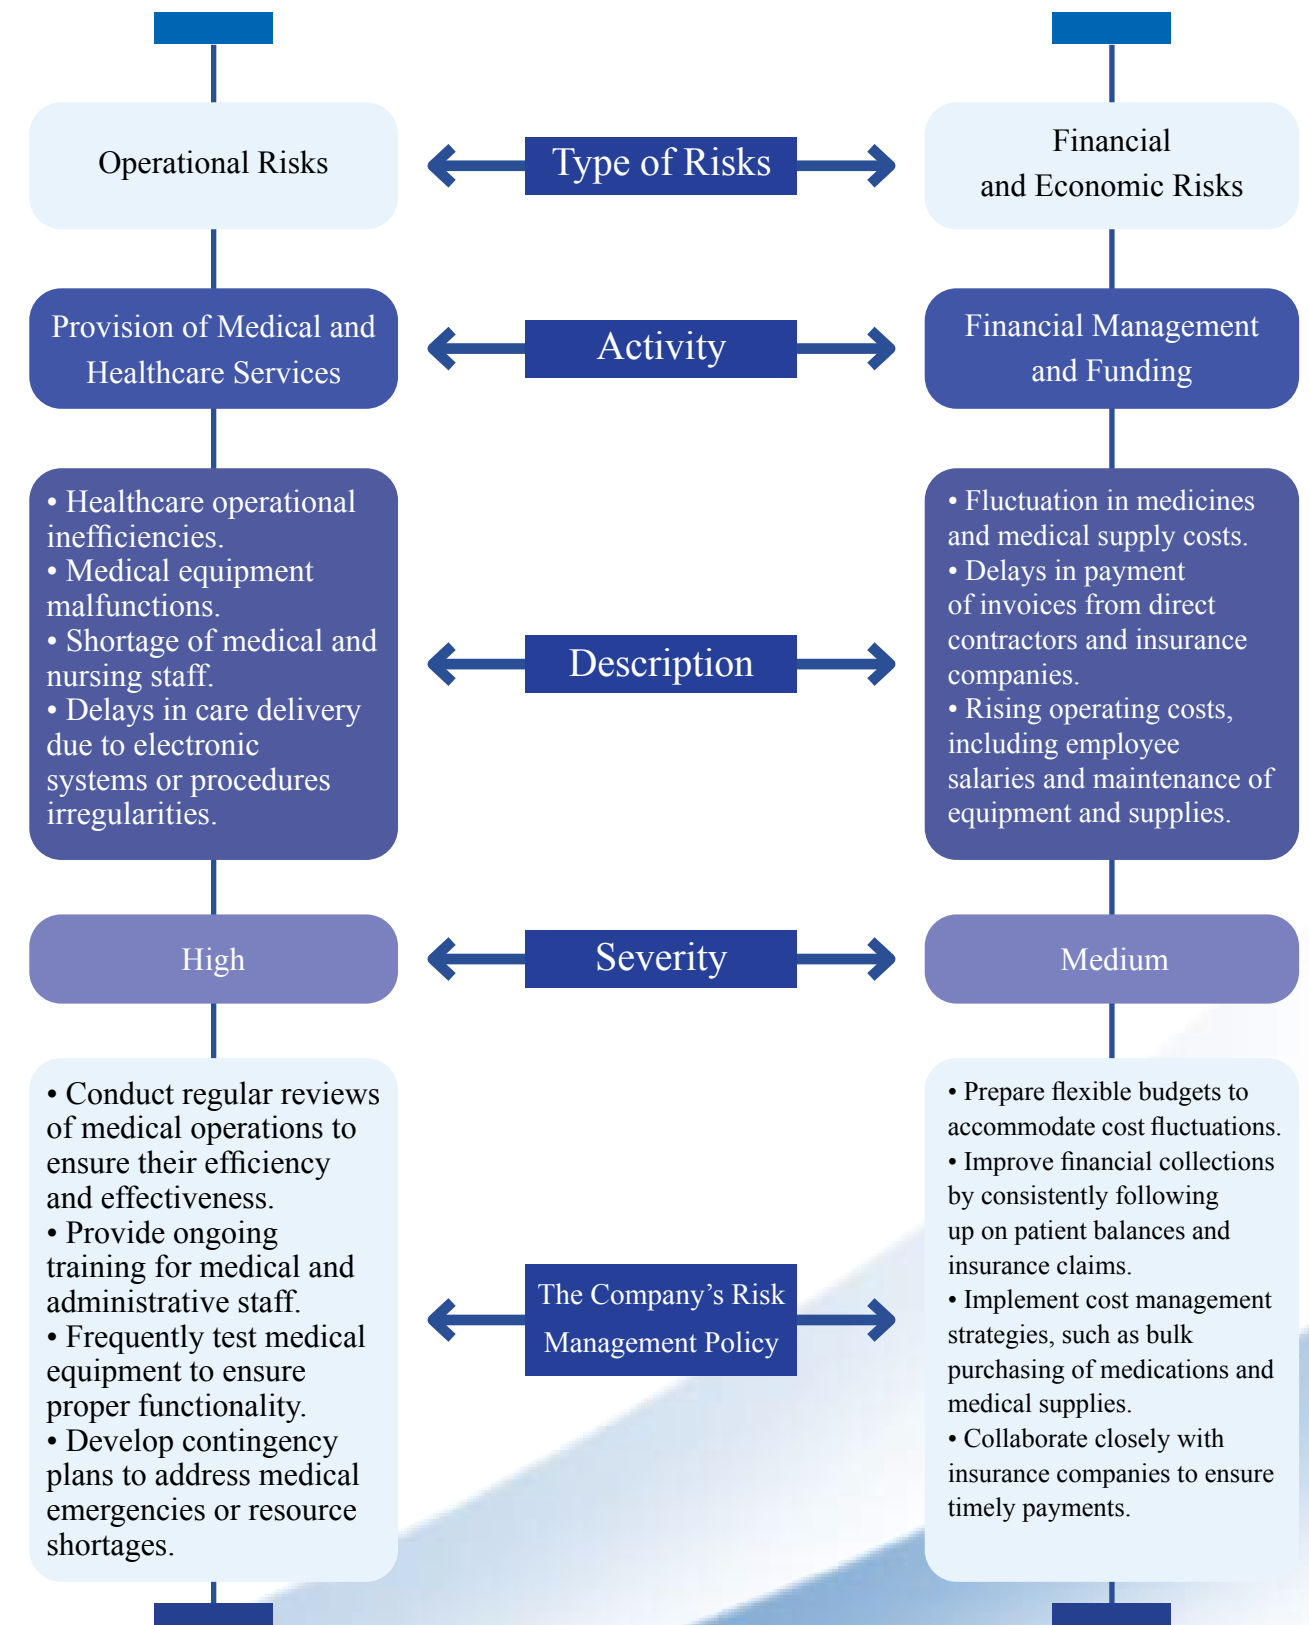 Operational Risks
Type of Risks
Financial
and Economic Risks
Provision of Medical and
Healthcare Services
Activity
Financial Management
and Funding
• Healthcare operational
inefficiencies.
• Medical equipment
malfunctions.
• Shortage of medical and
nursing staff.
• Delays in care delivery
due to electronic
systems or procedures
irregularities.
Description
• Fluctuation in medicines
and medical supply costs.
• Delays in payment
of invoices from direct
contractors and insurance
companies.
• Rising operating costs,
including employee
salaries and maintenance of
equipment and supplies.
High
Severity
Medium
• Conduct regular reviews
of medical operations to
ensure their efficiency
and effectiveness.
• Provide ongoing
training for medical and
administrative staff.
• Frequently test medical
equipment to ensure
proper functionality.
• Develop contingency
plans to address medical
emergencies or resource
shortages.
The Company’s Risk
Management Policy
• Prepare flexible budgets to
accommodate cost fluctuations.
• Improve financial collections
by consistently following
up on patient balances and
insurance claims.
• Implement cost management
strategies, such as bulk
purchasing of medications and
medical supplies.
• Collaborate closely with
insurance companies to ensure
timely payments.